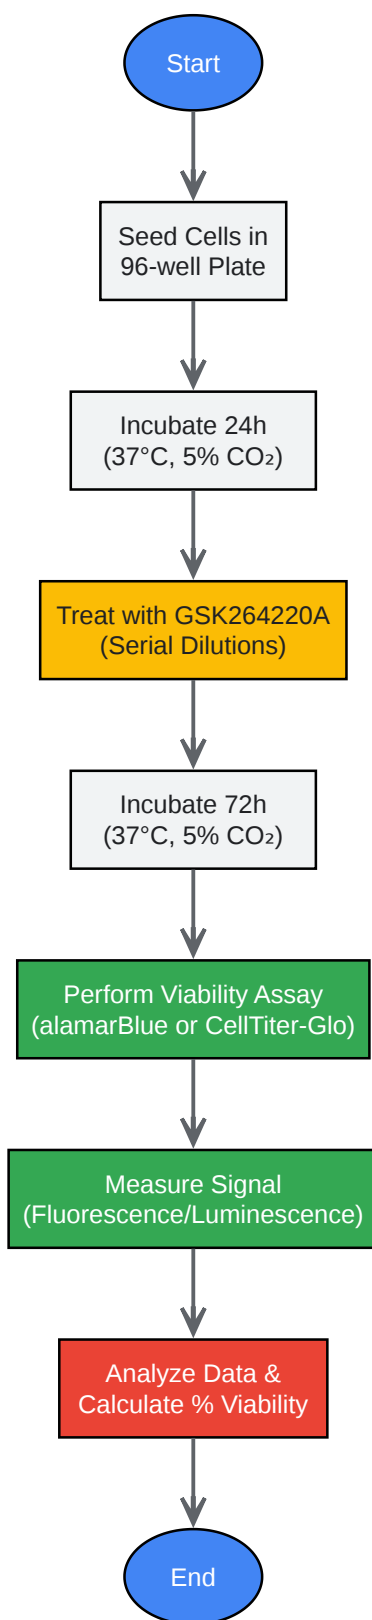 Start
Seed Cells in
96-well Plate
Incubate 24h
(37°C, 5% CO₂)
Treat with GSK264220A
(Serial Dilutions)
Incubate 72h
(37°C, 5% CO₂)
Perform Viability Assay
(alamarBlue or CellTiter-Glo)
Measure Signal
(Fluorescence/Luminescence)
Analyze Data &
Calculate % Viability
End